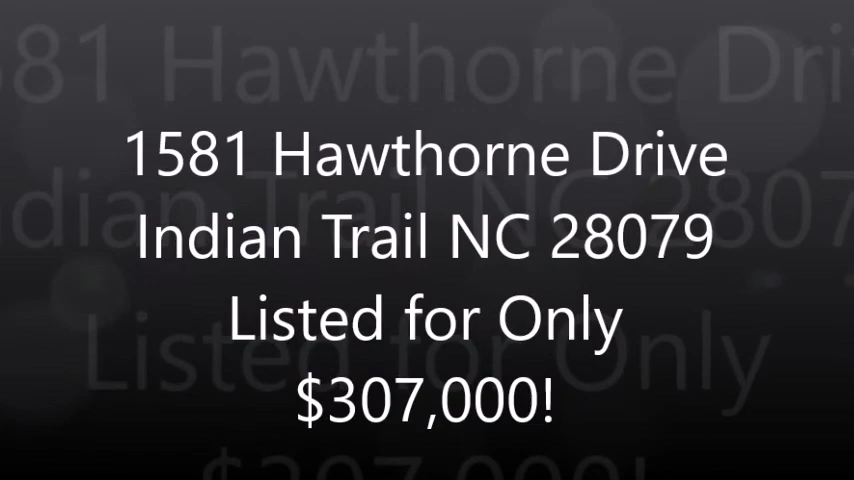 1581 Hawthorne Drive
Indian Trail NC 28079
Listed for Only
$307,000!